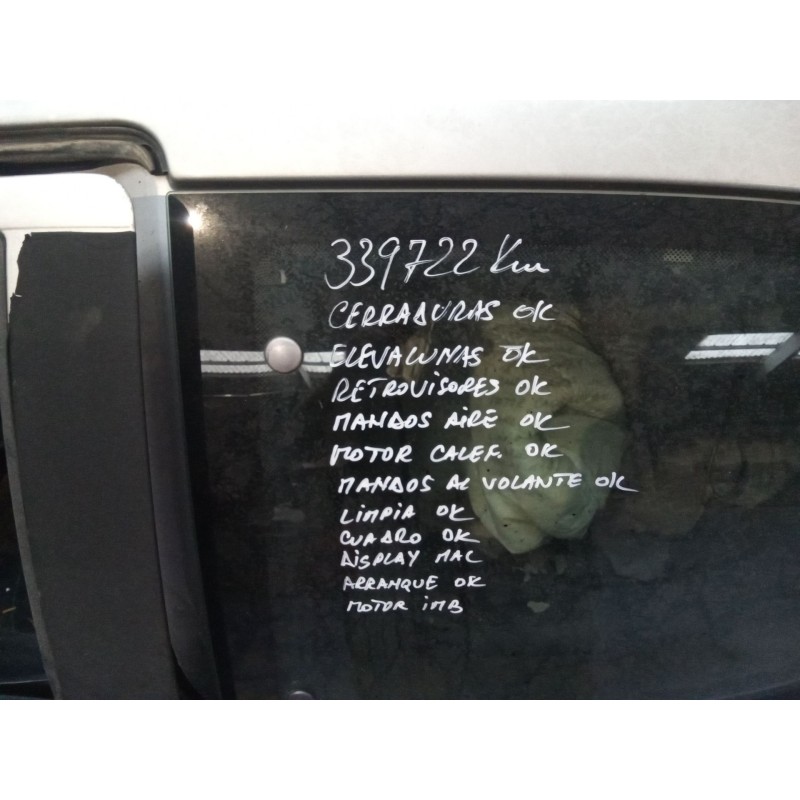 339722 Km
CERRADURAS OK
ELEVALUNAS OK
RETROVISORES OK
MANDOS AIRE OK
MOTOR CALEF. OK
MANDOS AL VOLANTE OK
LIMPIA OK
CUADRO OK
DISPLAY MAL
ARRANQUE OK
MOTOR IMB